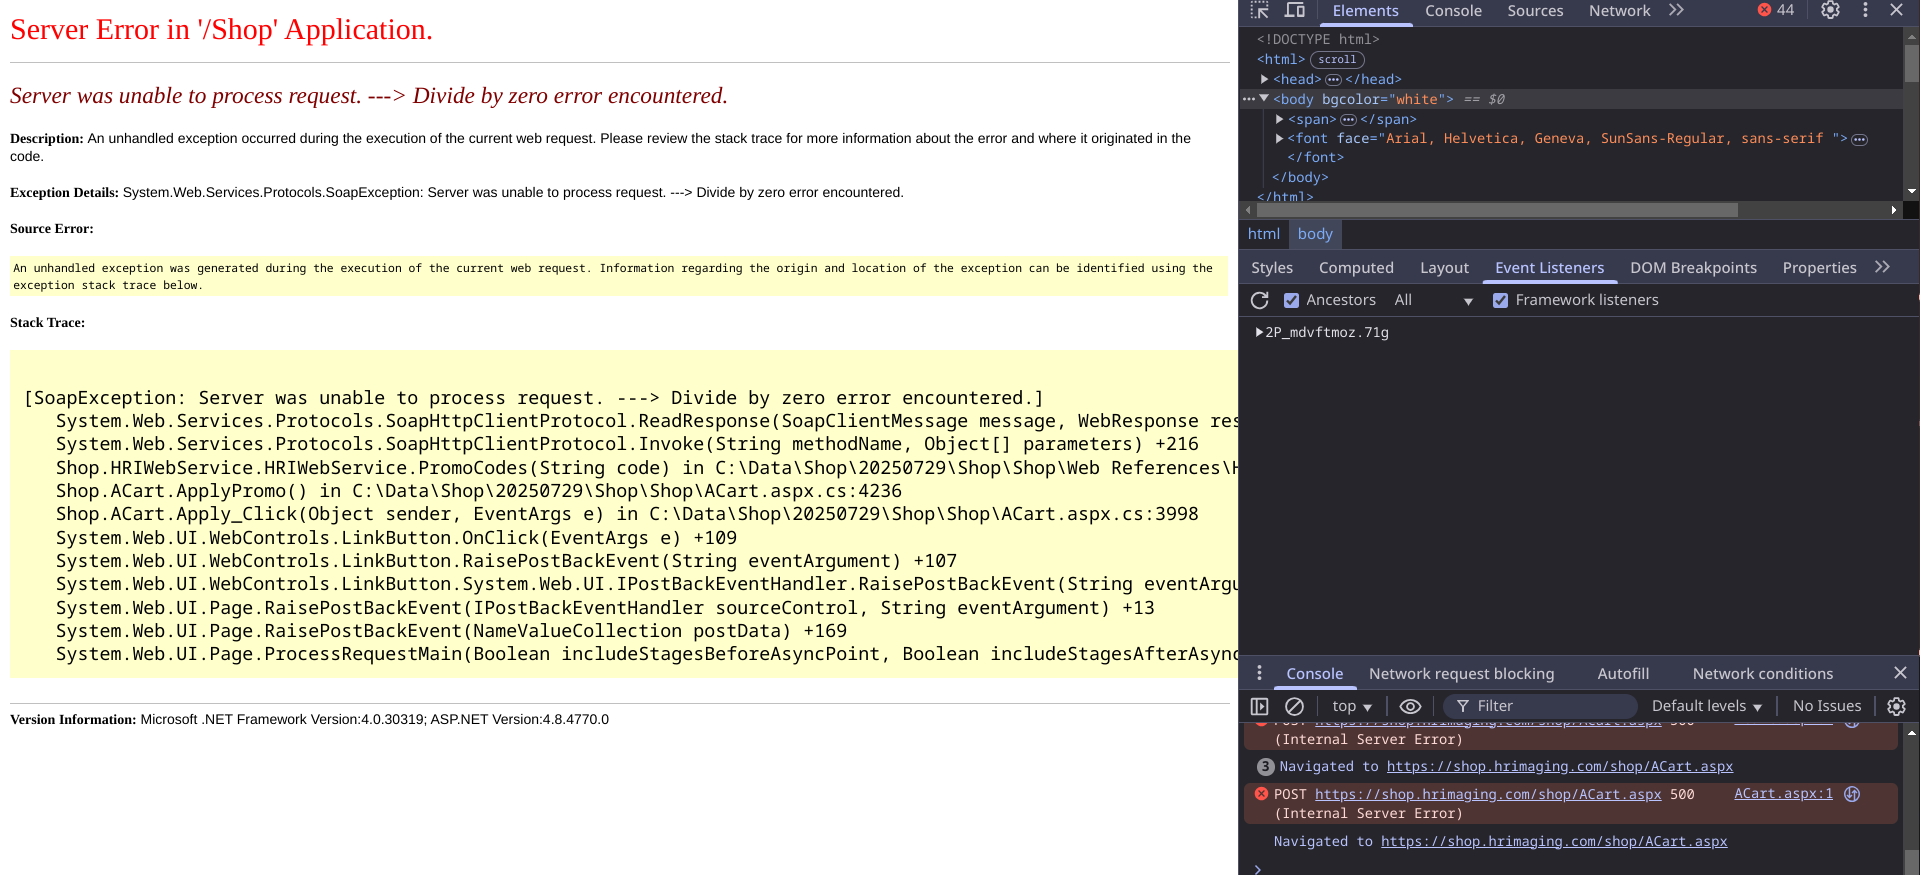 Server Error in '/Shop' Application.
Server was unable to process request. ---> Divide by zero error encountered.
Description: An unhandled exception occurred during the execution of the current web request. Please review the stack trace for more information about the error and where it originated in the
code.
Exception Details: System.Web.Services.Protocols.SoapException: Server was unable to process request. ---> Divide by zero error encountered.
Source Error:
An unhandled exception was generated during the execution of the current web request. Information regarding the origin and location of the exception can be identified using the
exception stack trace below.
Stack Trace:
[SoapException: Server was unable to process request. ---> Divide by zero error encountered.]
System.Web.Services.Protocols.SoapHttpClientProtocol.ReadResponse(SoapClientMessage message, WebResponse res
System.Web.Services.Protocols.SoapHttpClientProtocol.Invoke(String methodName, Object[] parameters) +216
Shop.HRIWebService.HRIWebService.PromoCodes(String code) in C:\Data\Shop\20250729\Shop\Shop\Web References\H
Shop.ACart.ApplyPromo() in C:\Data\Shop\20250729\Shop\Shop\ACart.aspx.cs:4236
Shop.ACart.Apply_Click(Object sender, EventArgs e) in C:\Data\Shop\20250729\Shop\Shop\ACart.aspx.cs:3998
System.Web.UI.WebControls.LinkButton.OnClick(EventArgs e) +109
System.Web.UI.WebControls.LinkButton.RaisePostBackEvent(String eventArgument) +107
System.Web.UI.WebControls.LinkButton.System.Web.UI.IPostBackEventHandler.RaisePostBackEvent(String eventArgu
System.Web.UI.Page.RaisePostBackEvent(IPostBackEventHandler sourceControl, String eventArgument) +13
System.Web.UI.Page.RaisePostBackEvent(NameValueCollection postData) +169
System.Web.UI.Page.ProcessRequestMain(Boolean includeStagesBeforeAsyncPoint, Boolean includeStagesAfterAsync
Version Information: Microsoft .NET Framework Version:4.0.30319; ASP.NET Version:4.8.4770.0
Elements Console Sources Network 44
<!DOCTYPE html>
<html> scroll
<head> ••• </head>
••• <body bgcolor="white"> == $0
<span> ••• </span>
<font face="Arial, Helvetica, Geneva, SunSans-Regular, sans-serif "> •••
</font>
</body>
</html>
html body
Styles Computed Layout Event Listeners DOM Breakpoints Properties
Ancestors All Framework listeners
2P_mdvftmoz.71g
Console Network request blocking Autofill Network conditions
top Filter Default levels No Issues
POST https://shop.hrimaging.com/shop/ACart.aspx 500
(Internal Server Error)
3 Navigated to https://shop.hrimaging.com/shop/ACart.aspx
POST https://shop.hrimaging.com/shop/ACart.aspx 500 ACart.aspx:1
(Internal Server Error)
Navigated to https://shop.hrimaging.com/shop/ACart.aspx